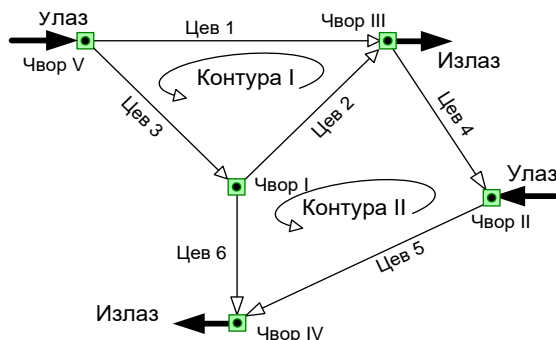 Улаз
Цев 1
Чвор III
Чвор V
Контура I
Излаз
Цев 3
Цев 2
Цев 4
Чвор I
Улаз
Контура II
Чвор II
Цев 6
Цев 5
Излаз
Чвор IV